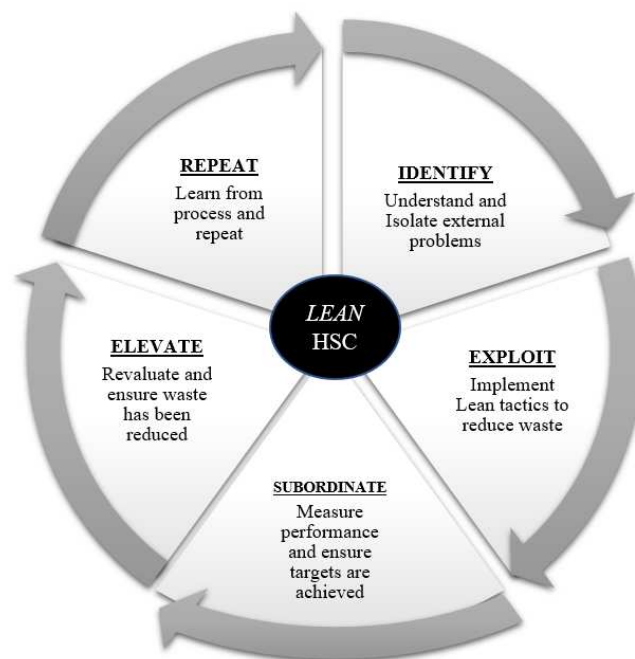 REPEAT
Learn from
process and
repeat
IDENTIFY
Understand and
Isolate external
problems
LEAN
HSC
ELEVATE
Revaluate and
ensure waste
has been
reduced
EXPLOIT
Implement
Lean tactics to
reduce waste
SUBORDINATE
Measure
performance
and ensure
targets are
achieved